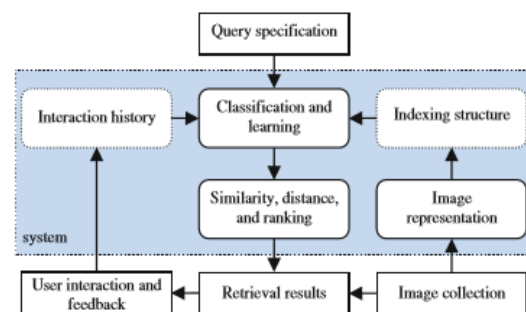 Query specification
Interaction history
Classification and
learning
Indexing structure
Similarity, distance,
and ranking
Image
representation
system
User interaction and
feedback
Retrieval results
Image collection